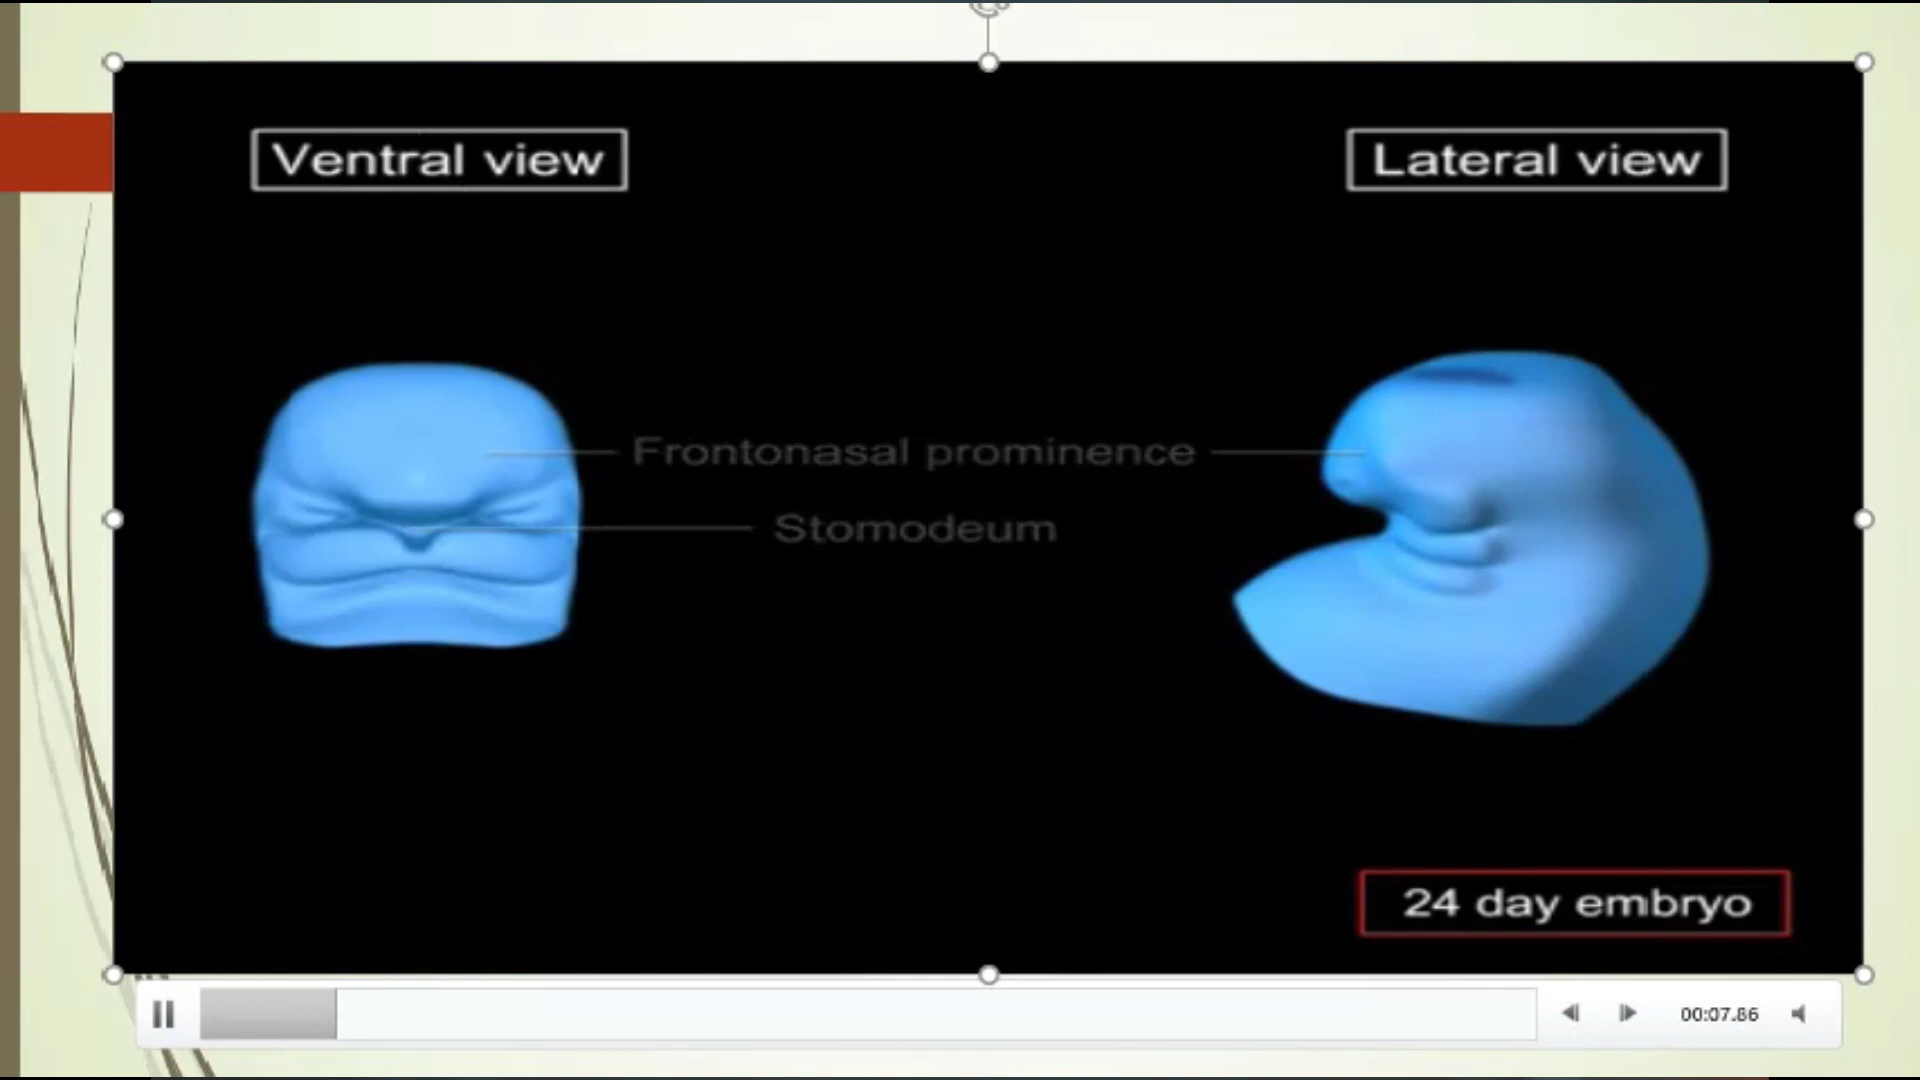 Ventral view
Lateral view
Frontonasal prominence
Stomodeum
24 day embryo
00:07.86